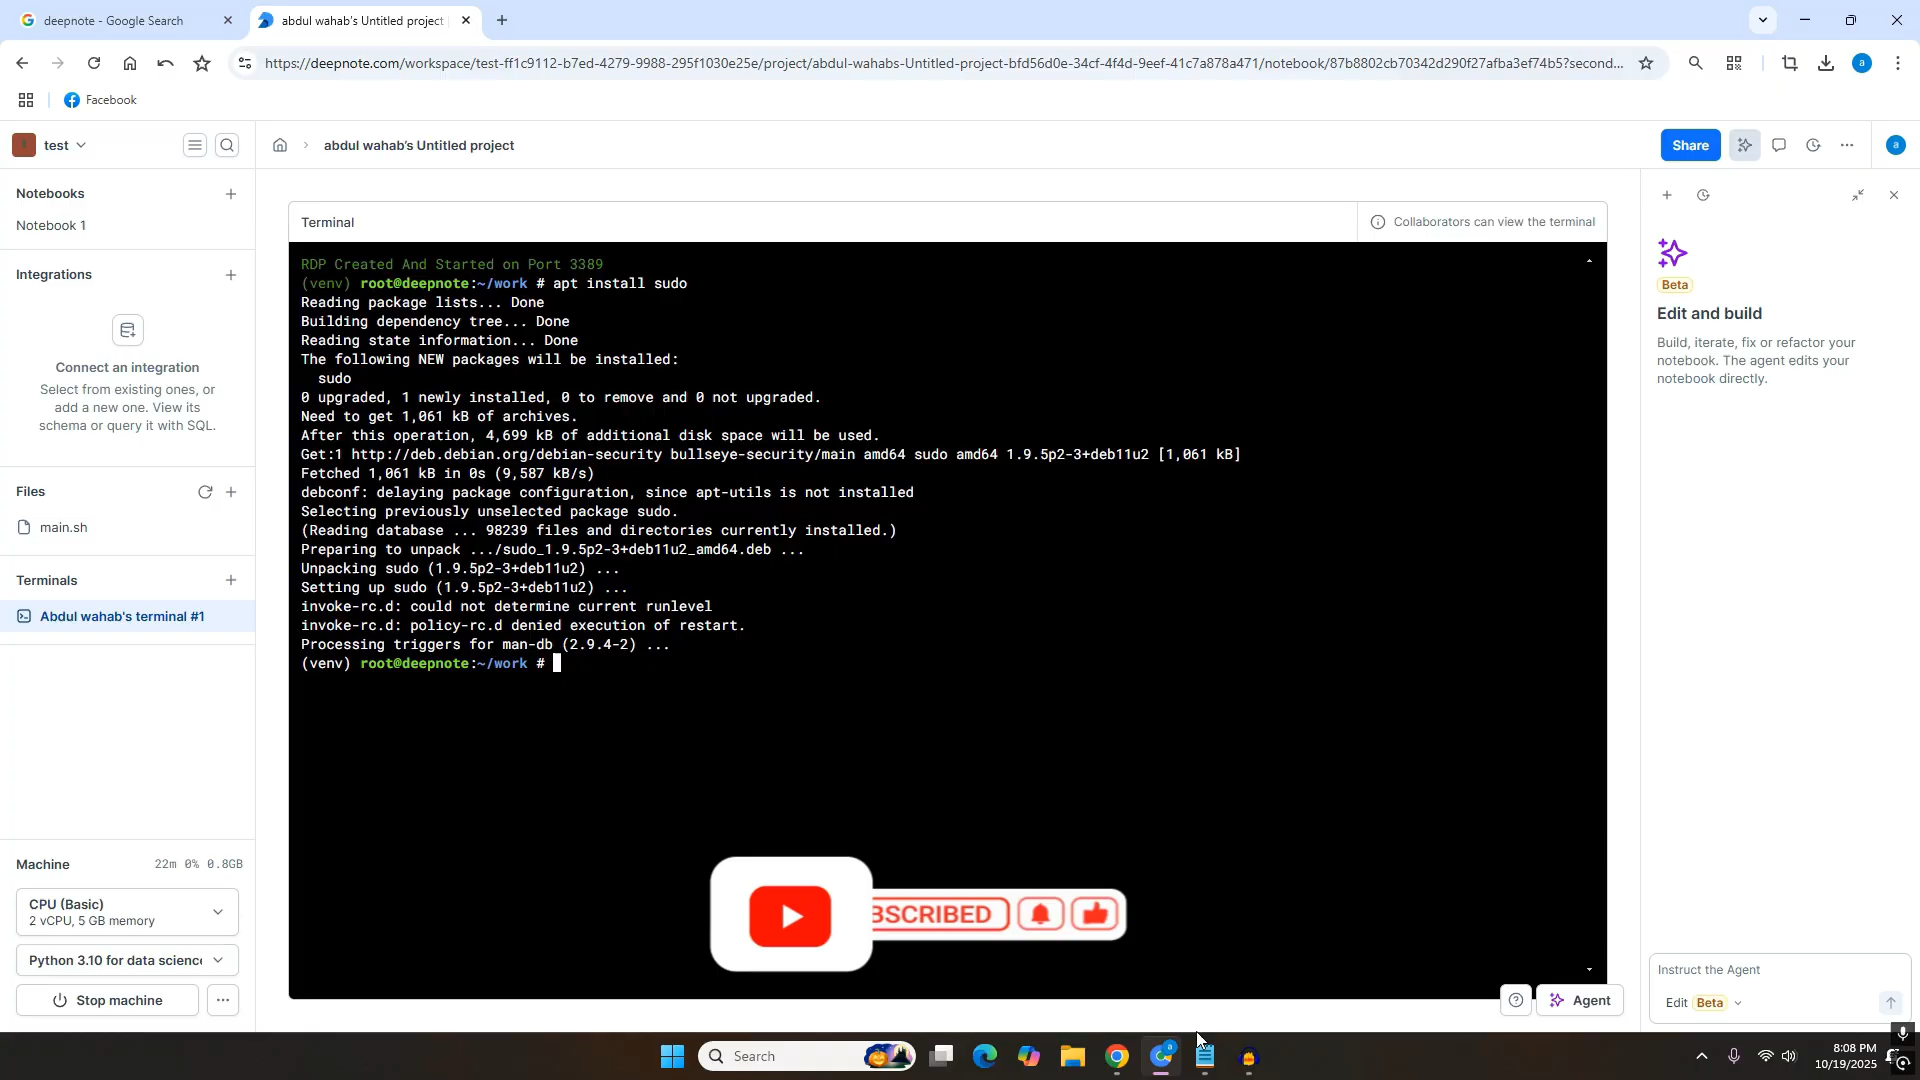 deepnote - Google Search
abdul wahab's Untitled project
https://deepnote.com/workspace/test-ff1c9112-b7ed-4279-9988-295f1030e25e/project/abdul-wahabs-Untitled-project-bfd56d0e-34cf-4f4d-9eef-41c7a878a471/notebook/87b8802cb70342d290f27afba3ef74b5?second...
a
Facebook
test
abdul wahab's Untitled project
Share
a
Notebooks
Notebook 1
Integrations
Connect an integration
Select from existing ones, or
add a new one. View its
schema or query it with SQL.
Files
main.sh
Terminals
Abdul wahab's terminal #1
Machine 22m 0% 0.8GB
CPU (Basic)
2 vCPU, 5 GB memory
Python 3.10 for data science
Stop machine
Terminal
Collaborators can view the terminal
RDP Created And Started on Port 3389
(venv) root@deepnote:~/work # apt install sudo
Reading package lists... Done
Building dependency tree... Done
Reading state information... Done
The following NEW packages will be installed:
sudo
0 upgraded, 1 newly installed, 0 to remove and 0 not upgraded.
Need to get 1,061 kB of archives.
After this operation, 4,699 kB of additional disk space will be used.
Get:1 http://deb.debian.org/debian-security bullseye-security/main amd64 sudo amd64 1.9.5p2-3+deb11u2 [1,061 kB]
Fetched 1,061 kB in 0s (9,587 kB/s)
debconf: delaying package configuration, since apt-utils is not installed
Selecting previously unselected package sudo.
(Reading database ... 98239 files and directories currently installed.)
Preparing to unpack .../sudo_1.9.5p2-3+deb11u2_amd64.deb ...
Unpacking sudo (1.9.5p2-3+deb11u2) ...
Setting up sudo (1.9.5p2-3+deb11u2) ...
invoke-rc.d: could not determine current runlevel
invoke-rc.d: policy-rc.d denied execution of restart.
Processing triggers for man-db (2.9.4-2) ...
(venv) root@deepnote:~/work #
BSCRIBED
Agent
Beta
Edit and build
Build, iterate, fix or refactor your
notebook. The agent edits your
notebook directly.
Instruct the Agent
Edit Beta
Search
a
8:08 PM
10/19/2025